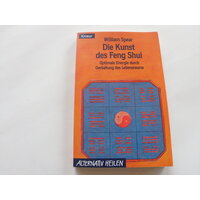 Knaur
William Spear
Die Kunst
des Feng Shui
Optimale Energie durch
Gestaltung des Lebensraums
ALTERNATIV HEILEN